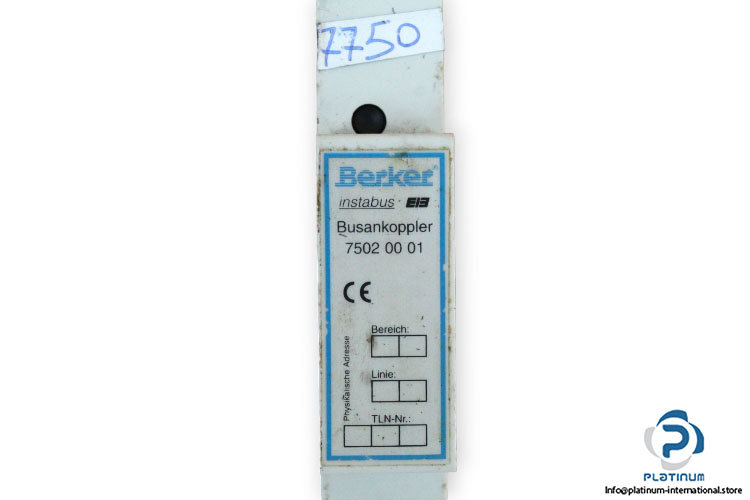 7750
Berker
instabus EIB
Busankoppler
7502 00 01
CE
Physikalische Adresse
Bereich:
Linie:
TLN-Nr.:
PLATINUM
Info@platinum-international.store